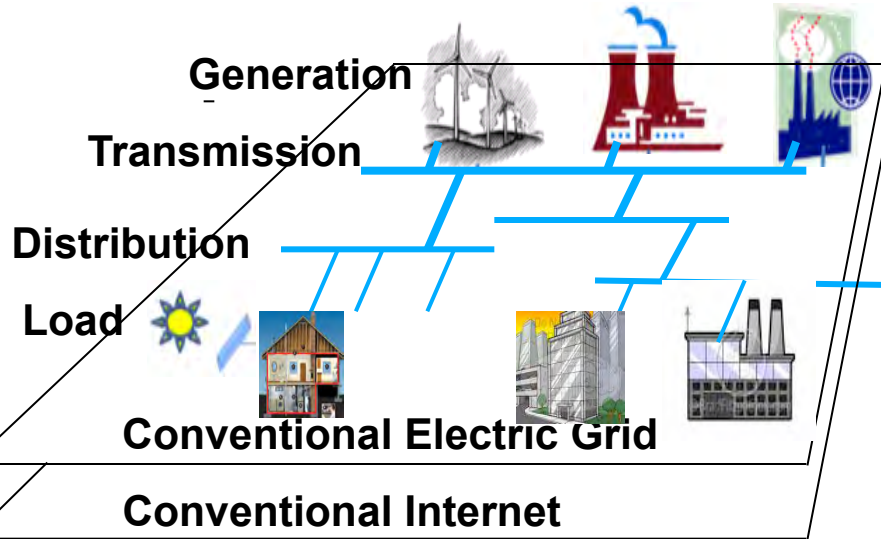 Generation
Transmission
Distribution
Load
Conventional Electric Grid
Conventional Internet